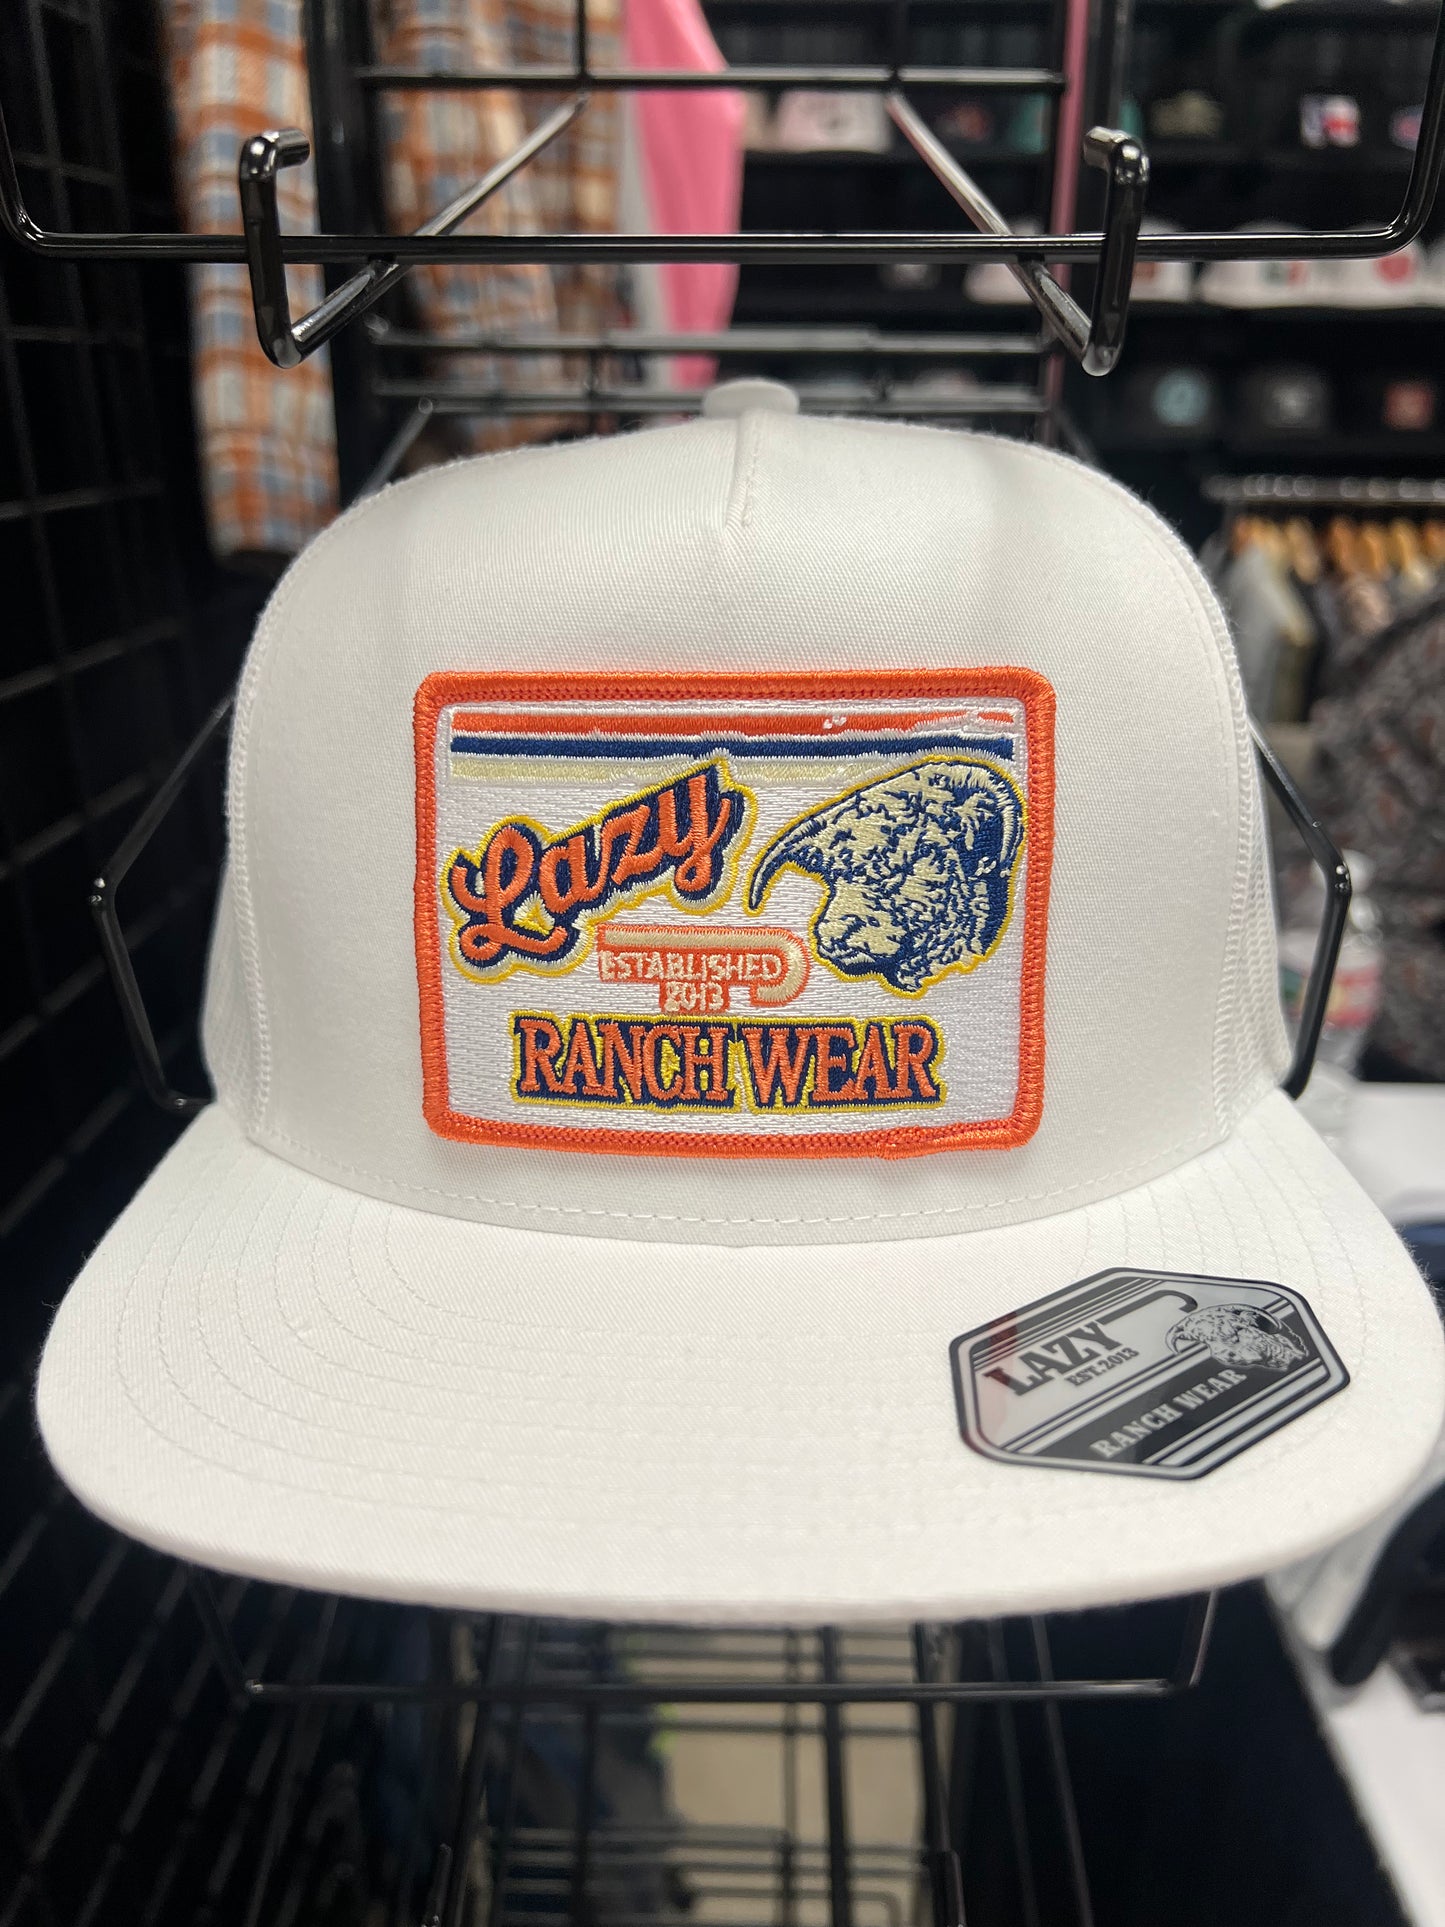 Lazy
ESTABLISHED
2013
RANCH WEAR
LAZY
EST. 2013
RANCH WEAR